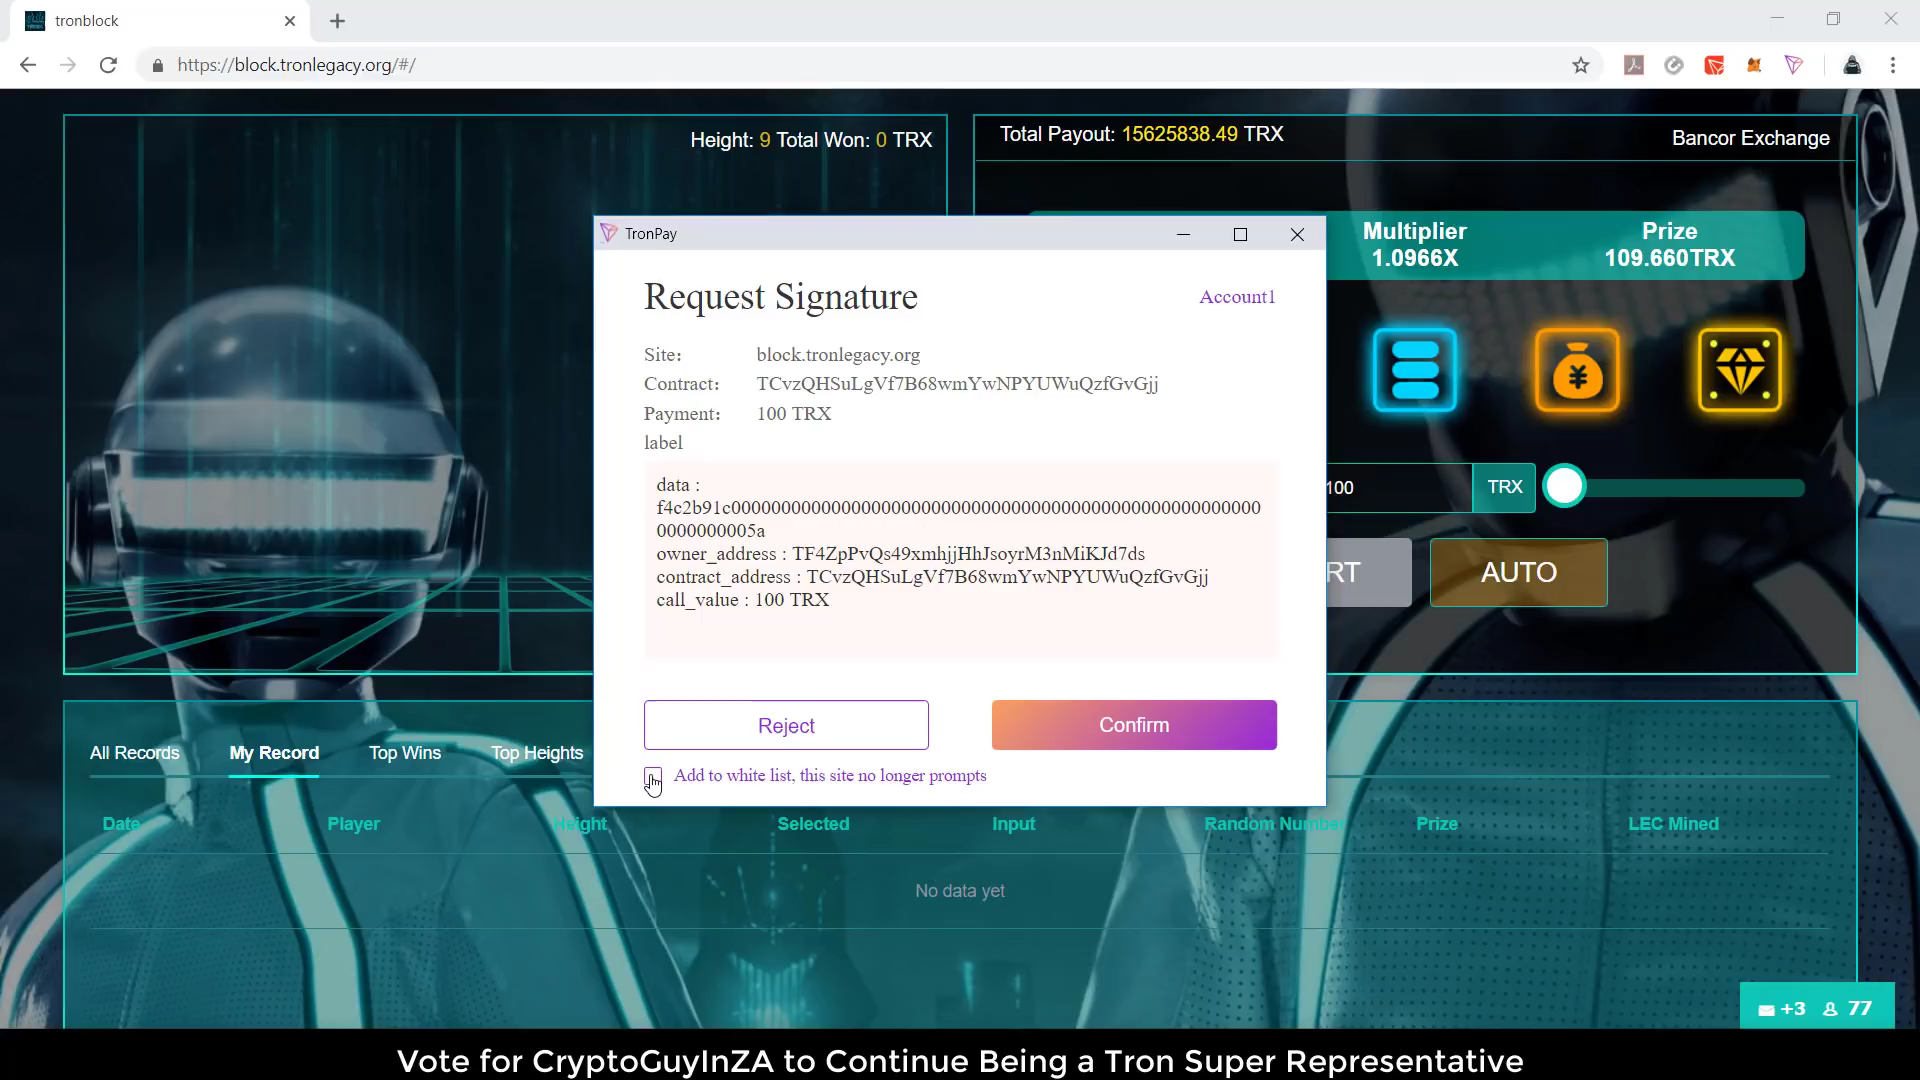 tronblock
https://block.tronlegacy.org/#/
Height: 9 Total Won: 0 TRX
Total Payout: 15625838.49 TRX
Bancor Exchange
Multiplier
1.0966X
Prize
109.660TRX
TronPay
Request Signature
Account1
Site: block.tronlegacy.org
Contract: TCvzQHSuLgVf7B68wmYwNPYUWuQzfGvGjj
Payment: 100 TRX
label
data :
f4c2b91c00000000000000000000000000000000000000000000000000000
0000000005a
owner_address : TF4ZpPvQs49xmhjjHhJsoyrM3nMiKJd7ds
contract_address : TCvzQHSuLgVf7B68wmYwNPYUWuQzfGvGjj
call_value : 100 TRX
Reject
Confirm
Add to white list, this site no longer prompts
100
TRX
RT
AUTO
All Records
My Record
Top Wins
Top Heights
Date
Player
Height
Selected
Input
Random Number
Prize
LEC Mined
No data yet
+3
77
Vote for CryptoGuyInZA to Continue Being a Tron Super Representative